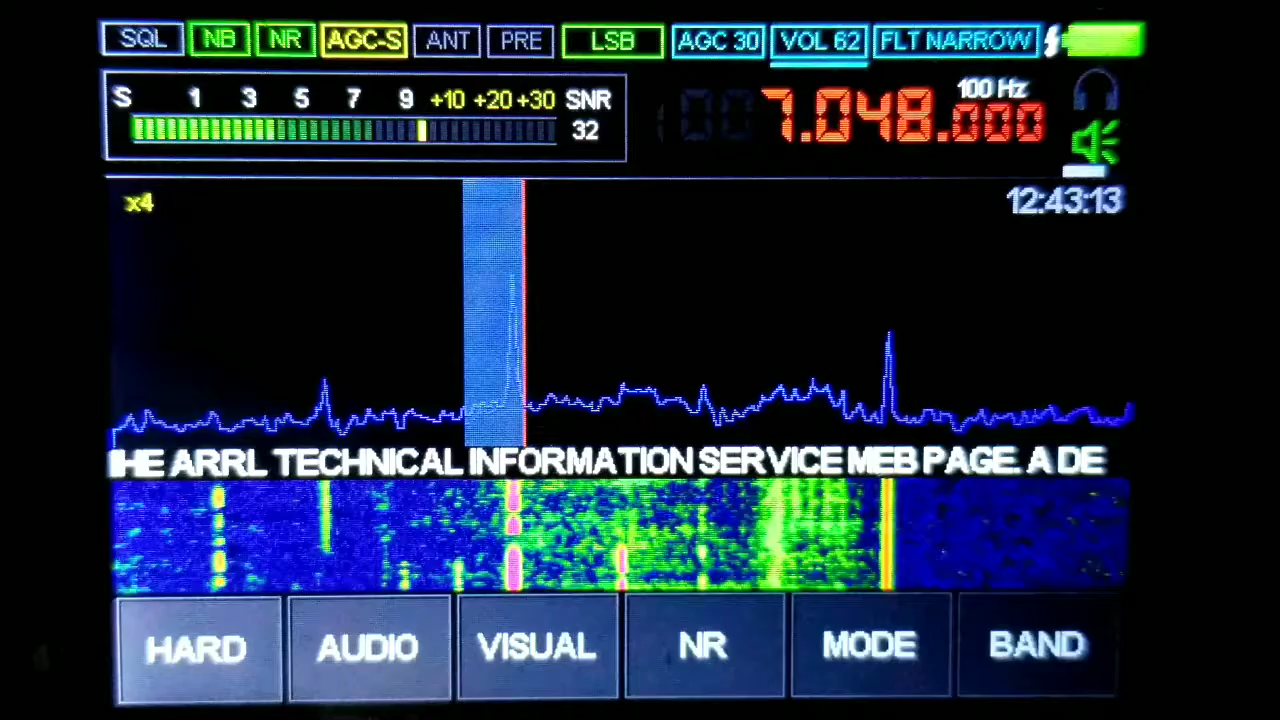 SQL NB NR AGC-S ANT PRE LSB AGC 30 VOL 62 FLT NARROW
S 1 3 5 7 9 +10 +20 +30 SNR
32
100 Hz
7.048.000
x4
12:43:13
HE ARRL TECHNICAL INFORMATION SERVICE MEB PAGE. A DE
HARD AUDIO VISUAL NR MODE BAND